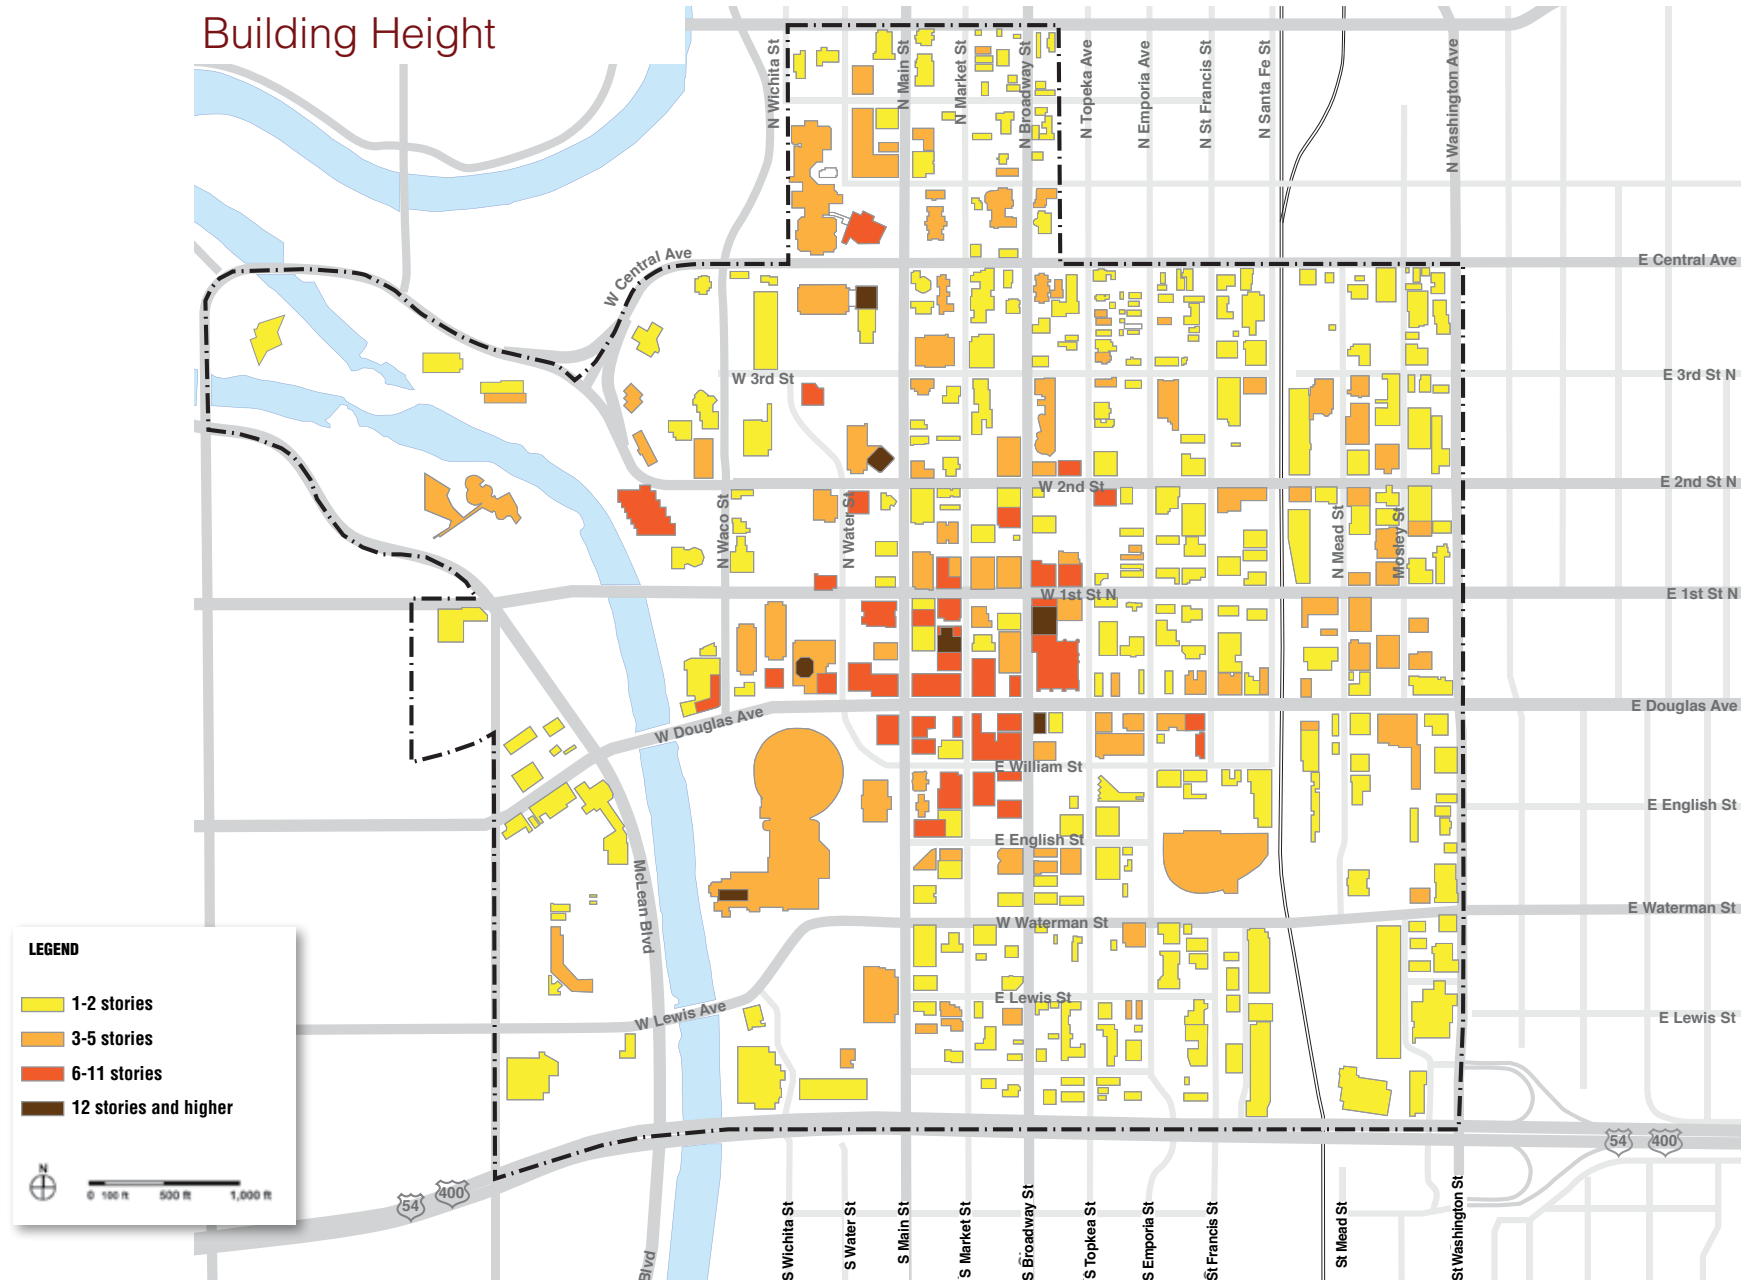 Building Height
N Wichita St
N Main St
N Market St
N Broadway St
N Topeka Ave
N Emporia Ave
N St Francis St
N Santa Fe St
N Washington Ave
W Central Ave
E Central Ave
W 3rd St
E 3rd St N
W 2nd St
E 2nd St N
N Waco St
N Water St
N Mead St
Mosley St
W 1st St N
E 1st St N
W Douglas Ave
E Douglas Ave
E William St
E English St
E English St
McLean Blvd
W Waterman St
E Waterman St
W Lewis Ave
E Lewis St
E Lewis St
LEGEND
1-2 stories
3-5 stories
6-11 stories
12 stories and higher
N
0 100 ft 500 ft 1,000 ft
54
400
54
400
Blvd
S Wichita St
S Water St
S Main St
S Market St
S Broadway St
S Topkea St
S Emporia St
St Francis St
St Mead St
St Washington St